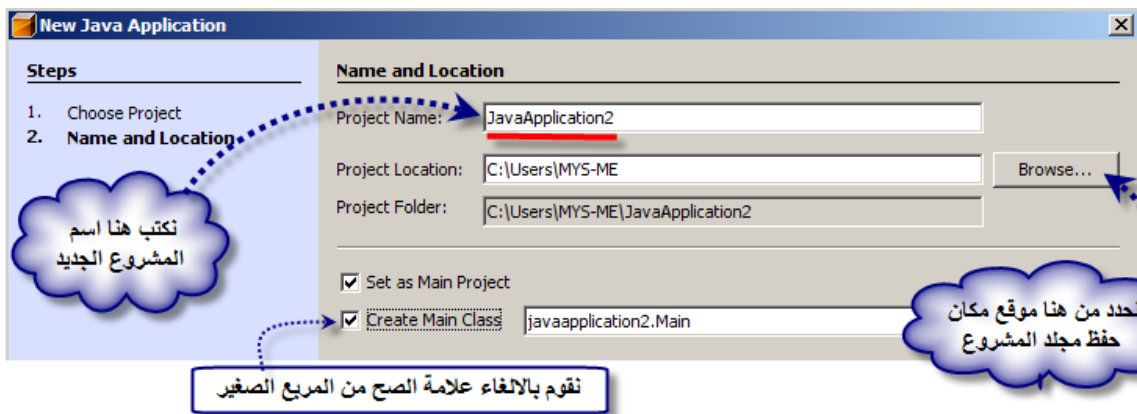 New Java Application
Steps
1. Choose Project
2. Name and Location
Name and Location
Project Name: JavaApplication2
Project Location: C:\Users\MYS-ME Browse...
Project Folder: C:\Users\MYS-ME\JavaApplication2
نكتب هنا اسم
المشروع الجديد
Set as Main Project
Create Main Class javaapplication2.Main
نحدد من هنا موقع مكان
حفظ مجلد المشروع
نقوم بالالغاء علامة الصح من المربع الصغير